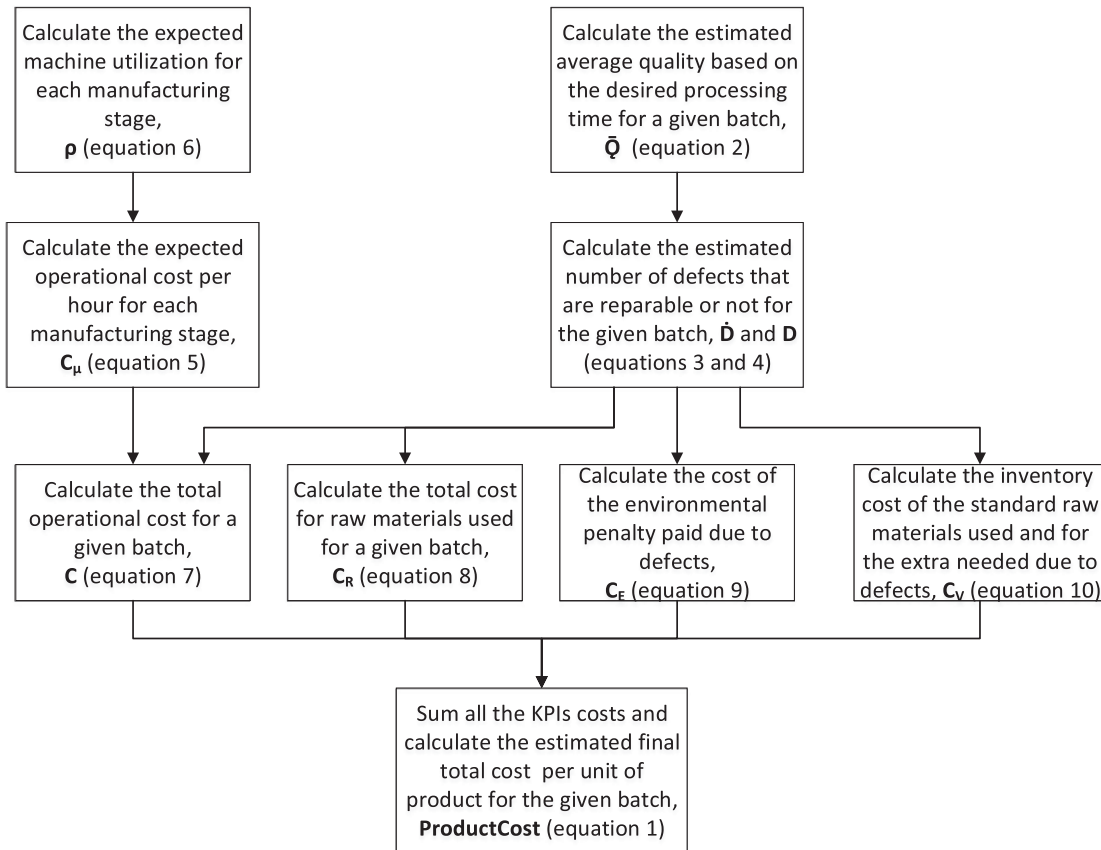 Calculate the expected
machine utilization for
each manufacturing
stage,
ρ (equation 6)
Calculate the estimated
average quality based on
the desired processing
time for a given batch,
Q̄ (equation 2)
Calculate the expected
operational cost per
hour for each
manufacturing stage,
Cμ (equation 5)
Calculate the estimated
number of defects that
are reparable or not for
the given batch, Ḋ and D
(equations 3 and 4)
Calculate the total
operational cost for a
given batch,
C (equation 7)
Calculate the total cost
for raw materials used
for a given batch,
CR (equation 8)
Calculate the cost of
the environmental
penalty paid due to
defects,
CE (equation 9)
Calculate the inventory
cost of the standard raw
materials used and for
the extra needed due to
defects, CV (equation 10)
Sum all the KPIs costs and
calculate the estimated final
total cost per unit of
product for the given batch,
ProductCost (equation 1)